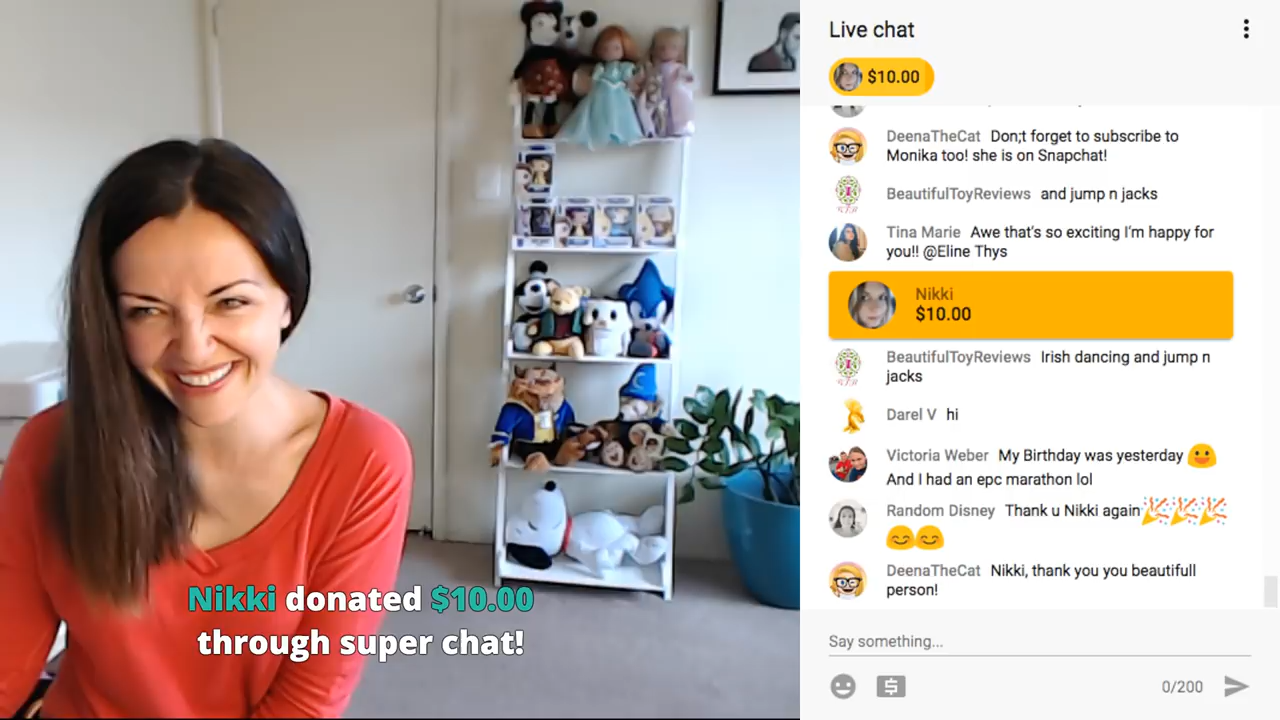 Live chat
$10.00
DeenaTheCat Don;t forget to subscribe to
Monika too! she is on Snapchat!
BeautifulToyReviews and jump n jacks
Tina Marie Awe that's so exciting I'm happy for
you!! @Eline Thys
Nikki
$10.00
BeautifulToyReviews Irish dancing and jump n
jacks
Darel V hi
Victoria Weber My Birthday was yesterday 😃
And I had an epc marathon lol
Random Disney Thank u Nikki again🎉🎉🎉
😊😊
DeenaTheCat Nikki, thank you you beautifull
person!
Say something...
0/200
Nikki donated $10.00
through super chat!